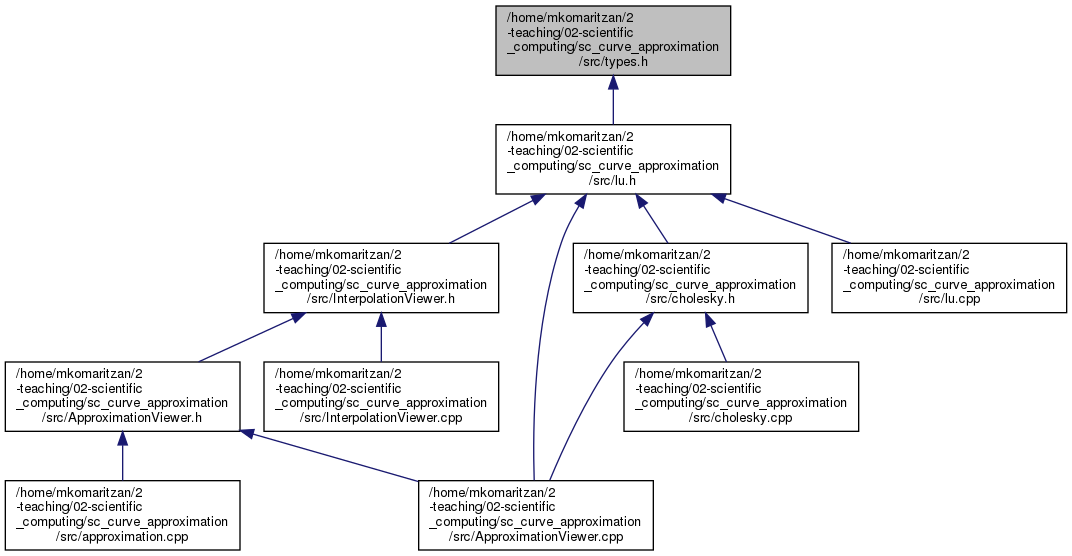 /home/mkomaritzan/2
-teaching/02-scientific
_computing/sc_curve_approximation
/src/types.h
/home/mkomaritzan/2
-teaching/02-scientific
_computing/sc_curve_approximation
/src/lu.h
/home/mkomaritzan/2
-teaching/02-scientific
_computing/sc_curve_approximation
/src/InterpolationViewer.h
/home/mkomaritzan/2
-teaching/02-scientific
_computing/sc_curve_approximation
/src/cholesky.h
/home/mkomaritzan/2
-teaching/02-scientific
_computing/sc_curve_approximation
/src/lu.cpp
/home/mkomaritzan/2
-teaching/02-scientific
_computing/sc_curve_approximation
/src/ApproximationViewer.h
/home/mkomaritzan/2
-teaching/02-scientific
_computing/sc_curve_approximation
/src/InterpolationViewer.cpp
/home/mkomaritzan/2
-teaching/02-scientific
_computing/sc_curve_approximation
/src/cholesky.cpp
/home/mkomaritzan/2
-teaching/02-scientific
_computing/sc_curve_approximation
/src/approximation.cpp
/home/mkomaritzan/2
-teaching/02-scientific
_computing/sc_curve_approximation
/src/ApproximationViewer.cpp